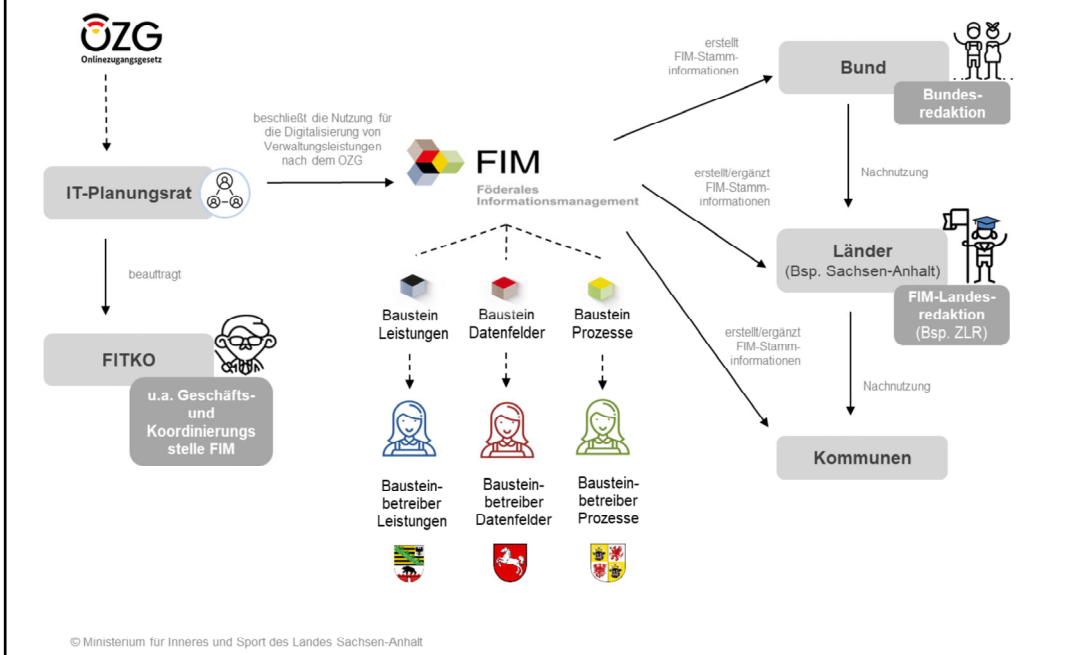 ÖZG
Onlinezugangsgesetz
IT-Planungsrat
beschließt die Nutzung für
die Digitalisierung von
Verwaltungsleistungen
nach dem OZG
beauftragt
FITKO
u.a. Geschäfts-
und
Koordinierungs
stelle FIM
FIM
Föderales
Informationsmanagement
Baustein
Leistungen
Baustein
Datenfelder
Baustein
Prozesse
Baustein-
betreiber
Leistungen
Baustein-
betreiber
Datenfelder
Baustein-
betreiber
Prozesse
erstellt
FIM-Stamm-
informationen
erstellt/ergänzt
FIM-Stamm-
informationen
erstellt/ergänzt
FIM-Stamm-
informationen
Bund
Bundes-
redaktion
Nachnutzung
Länder
(Bsp. Sachsen-Anhalt)
FIM-Landes-
redaktion
(Bsp. ZLR)
Nachnutzung
Kommunen
© Ministerium für Inneres und Sport des Landes Sachsen-Anhalt